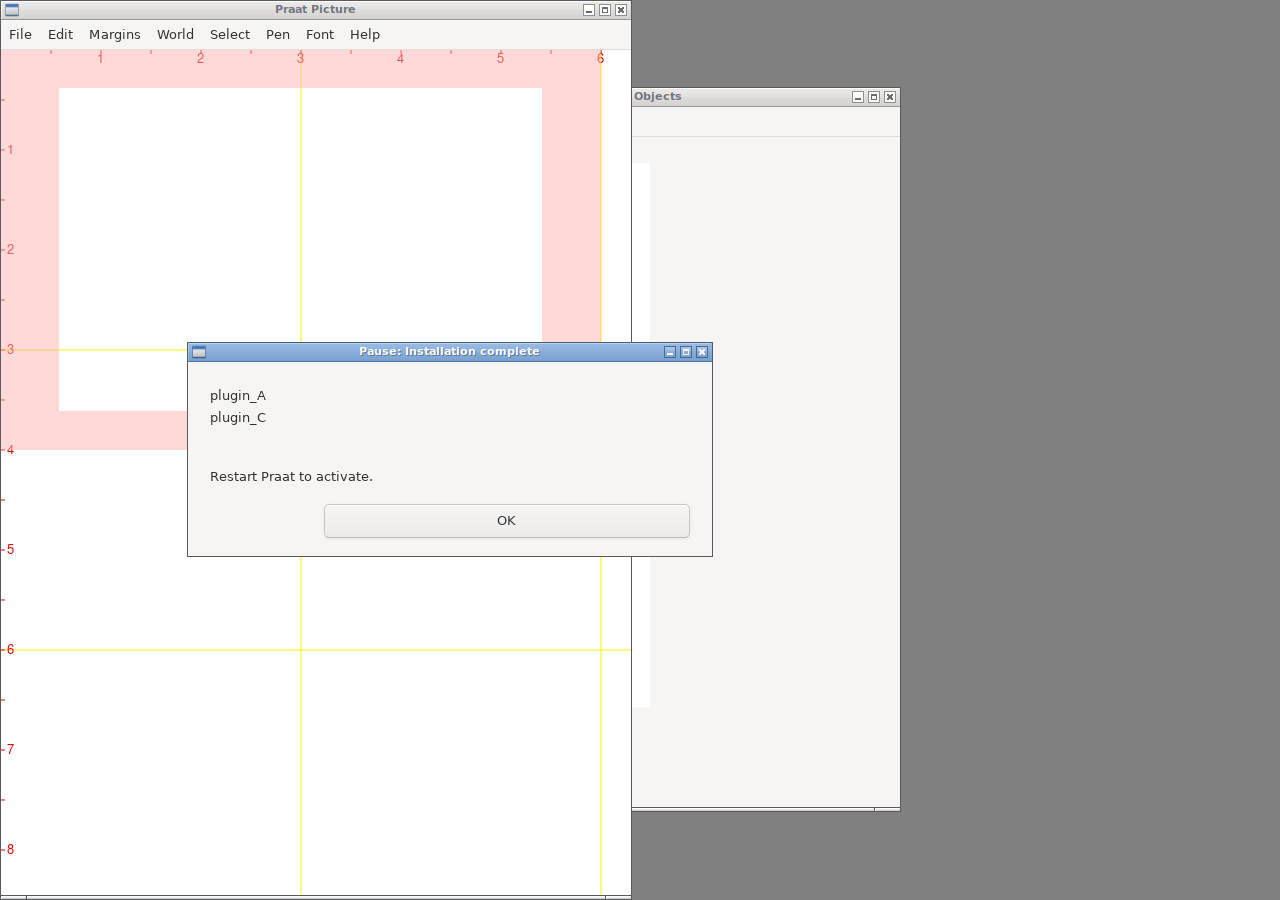 Praat Picture
File Edit Margins World Select Pen Font Help
1 2 3 4 5 6
1
2
3
4
5
6
7
8
Objects
Pause: Installation complete
plugin_A
plugin_C
Restart Praat to activate.
OK